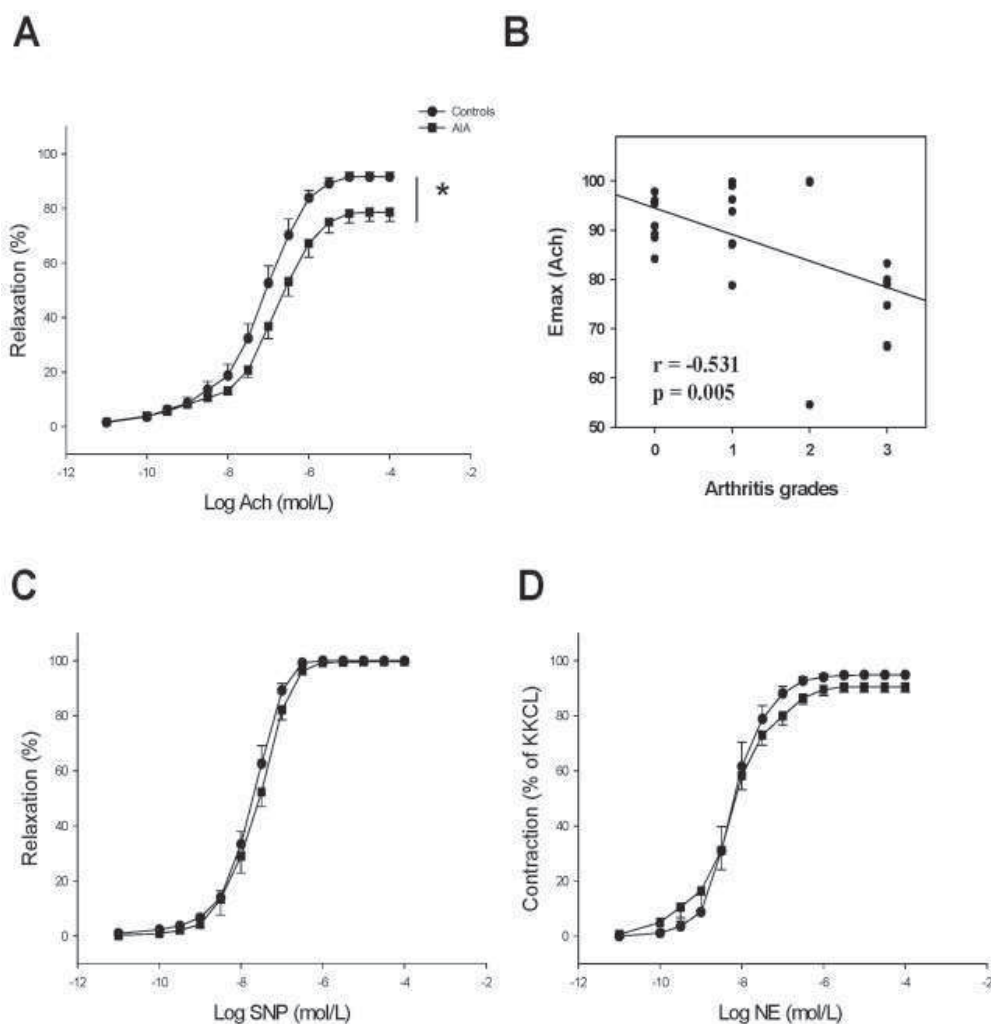 A
Controls
AIA
100
80
60
40
20
0
Relaxation (%)
*
-12 -10 -8 -6 -4 -2
Log Ach (mol/L)
B
100
90
80
70
60
50
Emax (Ach)
r = -0.531
p = 0.005
0 1 2 3
Arthritis grades
C
100
80
60
40
20
0
Relaxation (%)
-12 -10 -8 -6 -4 -2
Log SNP (mol/L)
D
100
80
60
40
20
0
Contraction (% of KKCL)
-12 -10 -8 -6 -4 -2
Log NE (mol/L)